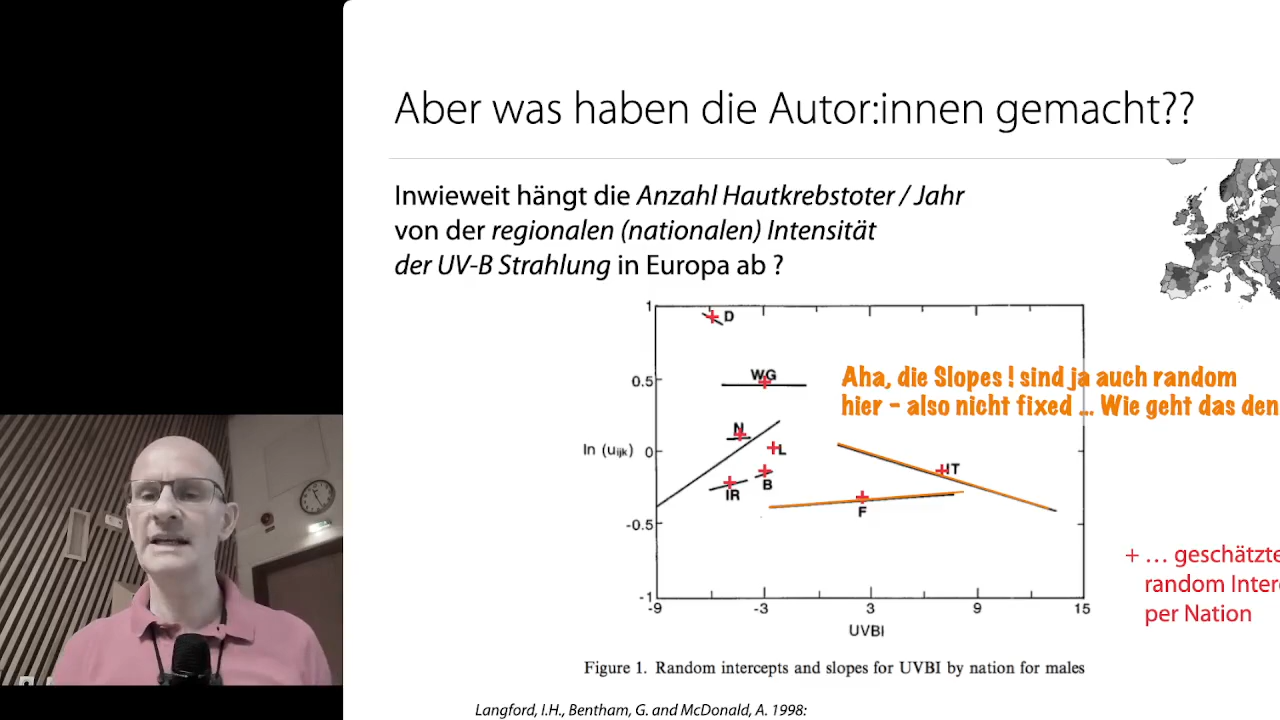 Aber was haben die Autor:innen gemacht??
Inwieweit hängt die Anzahl Hautkrebstoter / Jahr
von der regionalen (nationalen) Intensität
der UV-B Strahlung in Europa ab ?
1
D
0.5
WG
Aha, die Slopes ! sind ja auch random
hier - also nicht fixed ... Wie geht das den
N
ln (uijk)
0
L
IT
B
IR
F
-0.5
+ ... geschätzte
random Inter
per Nation
-1
-9
-3
3
9
15
UVBI
Figure 1. Random intercepts and slopes for UVBI by nation for males
Langford, I.H., Bentham, G. and McDonald, A. 1998: